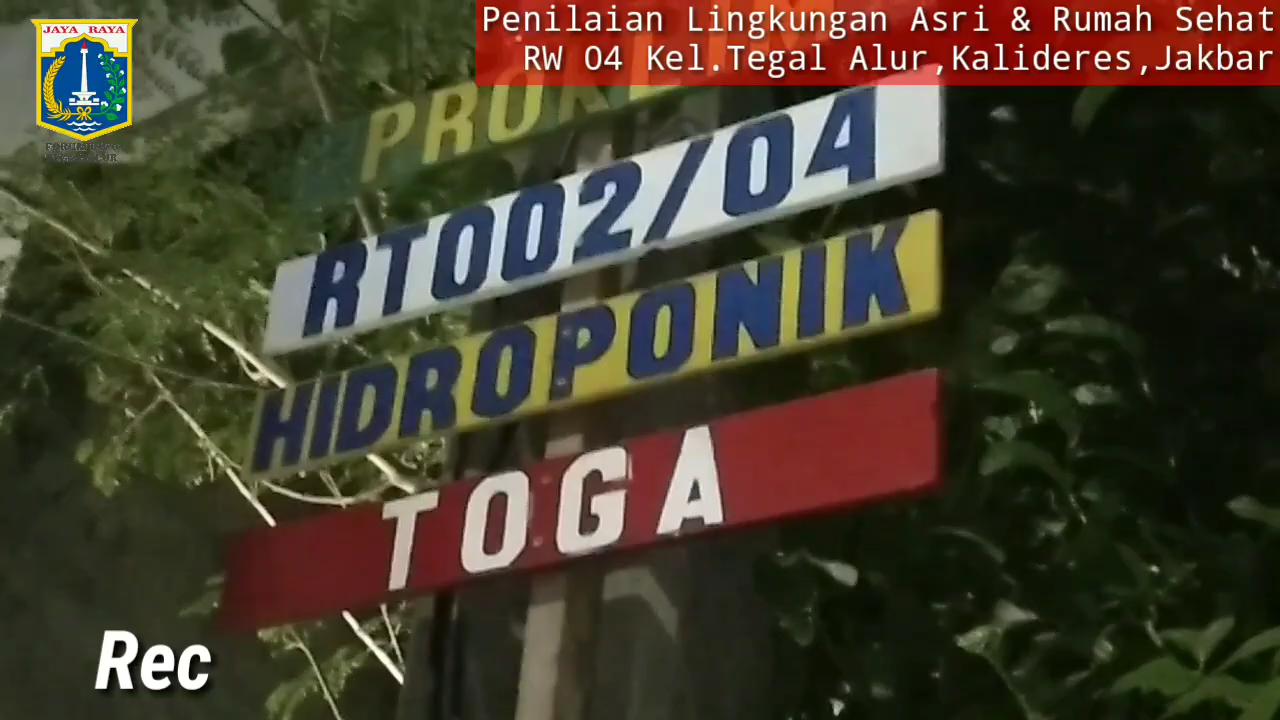 JAYA RAYA
Penilaian Lingkungan Asri & Rumah Sehat
RW 04 Kel.Tegal Alur,Kalideres,Jakbar
RT002/04
HIDROPONIK
TOGA
Rec